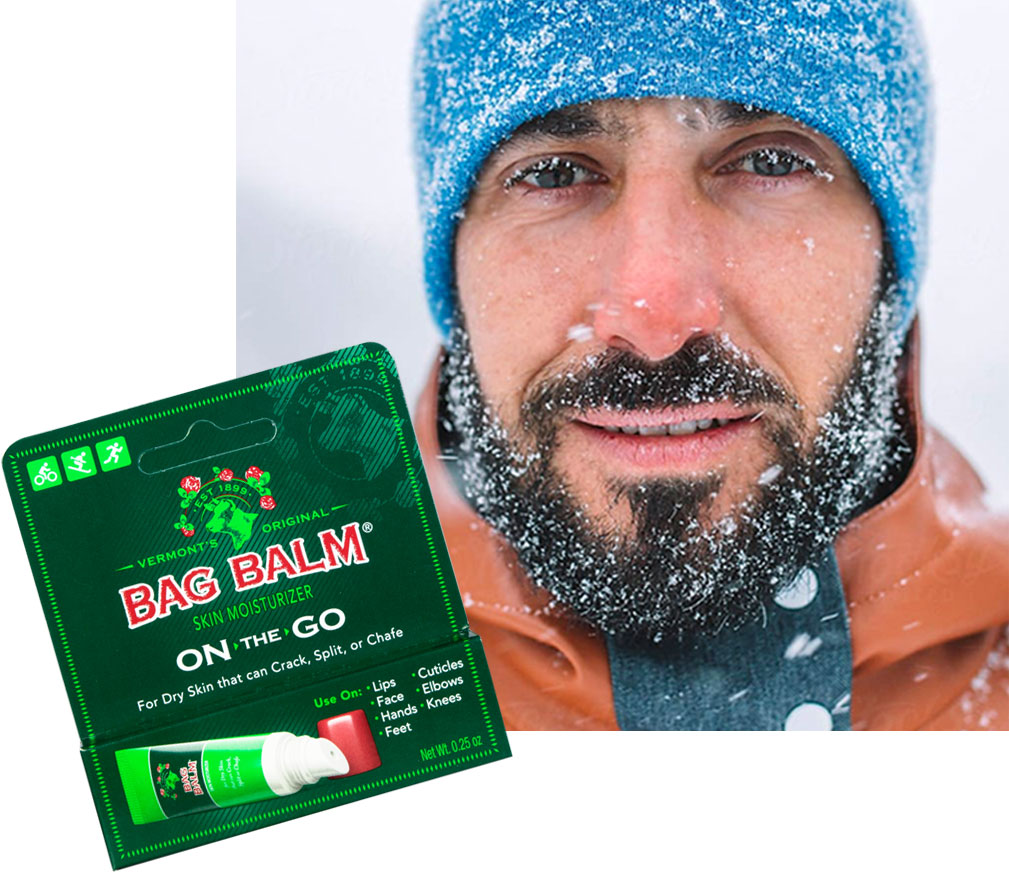 EST 1899
EST 1899
VERMONT'S ORIGINAL
BAG BALM®
SKIN MOISTURIZER
ON·THE·GO
For Dry Skin that can Crack, Split, or Chafe
Use On:
· Lips
· Face
· Hands
· Feet
· Cuticles
· Elbows
· Knees
Net Wt. 0.25 oz
BAG BALM